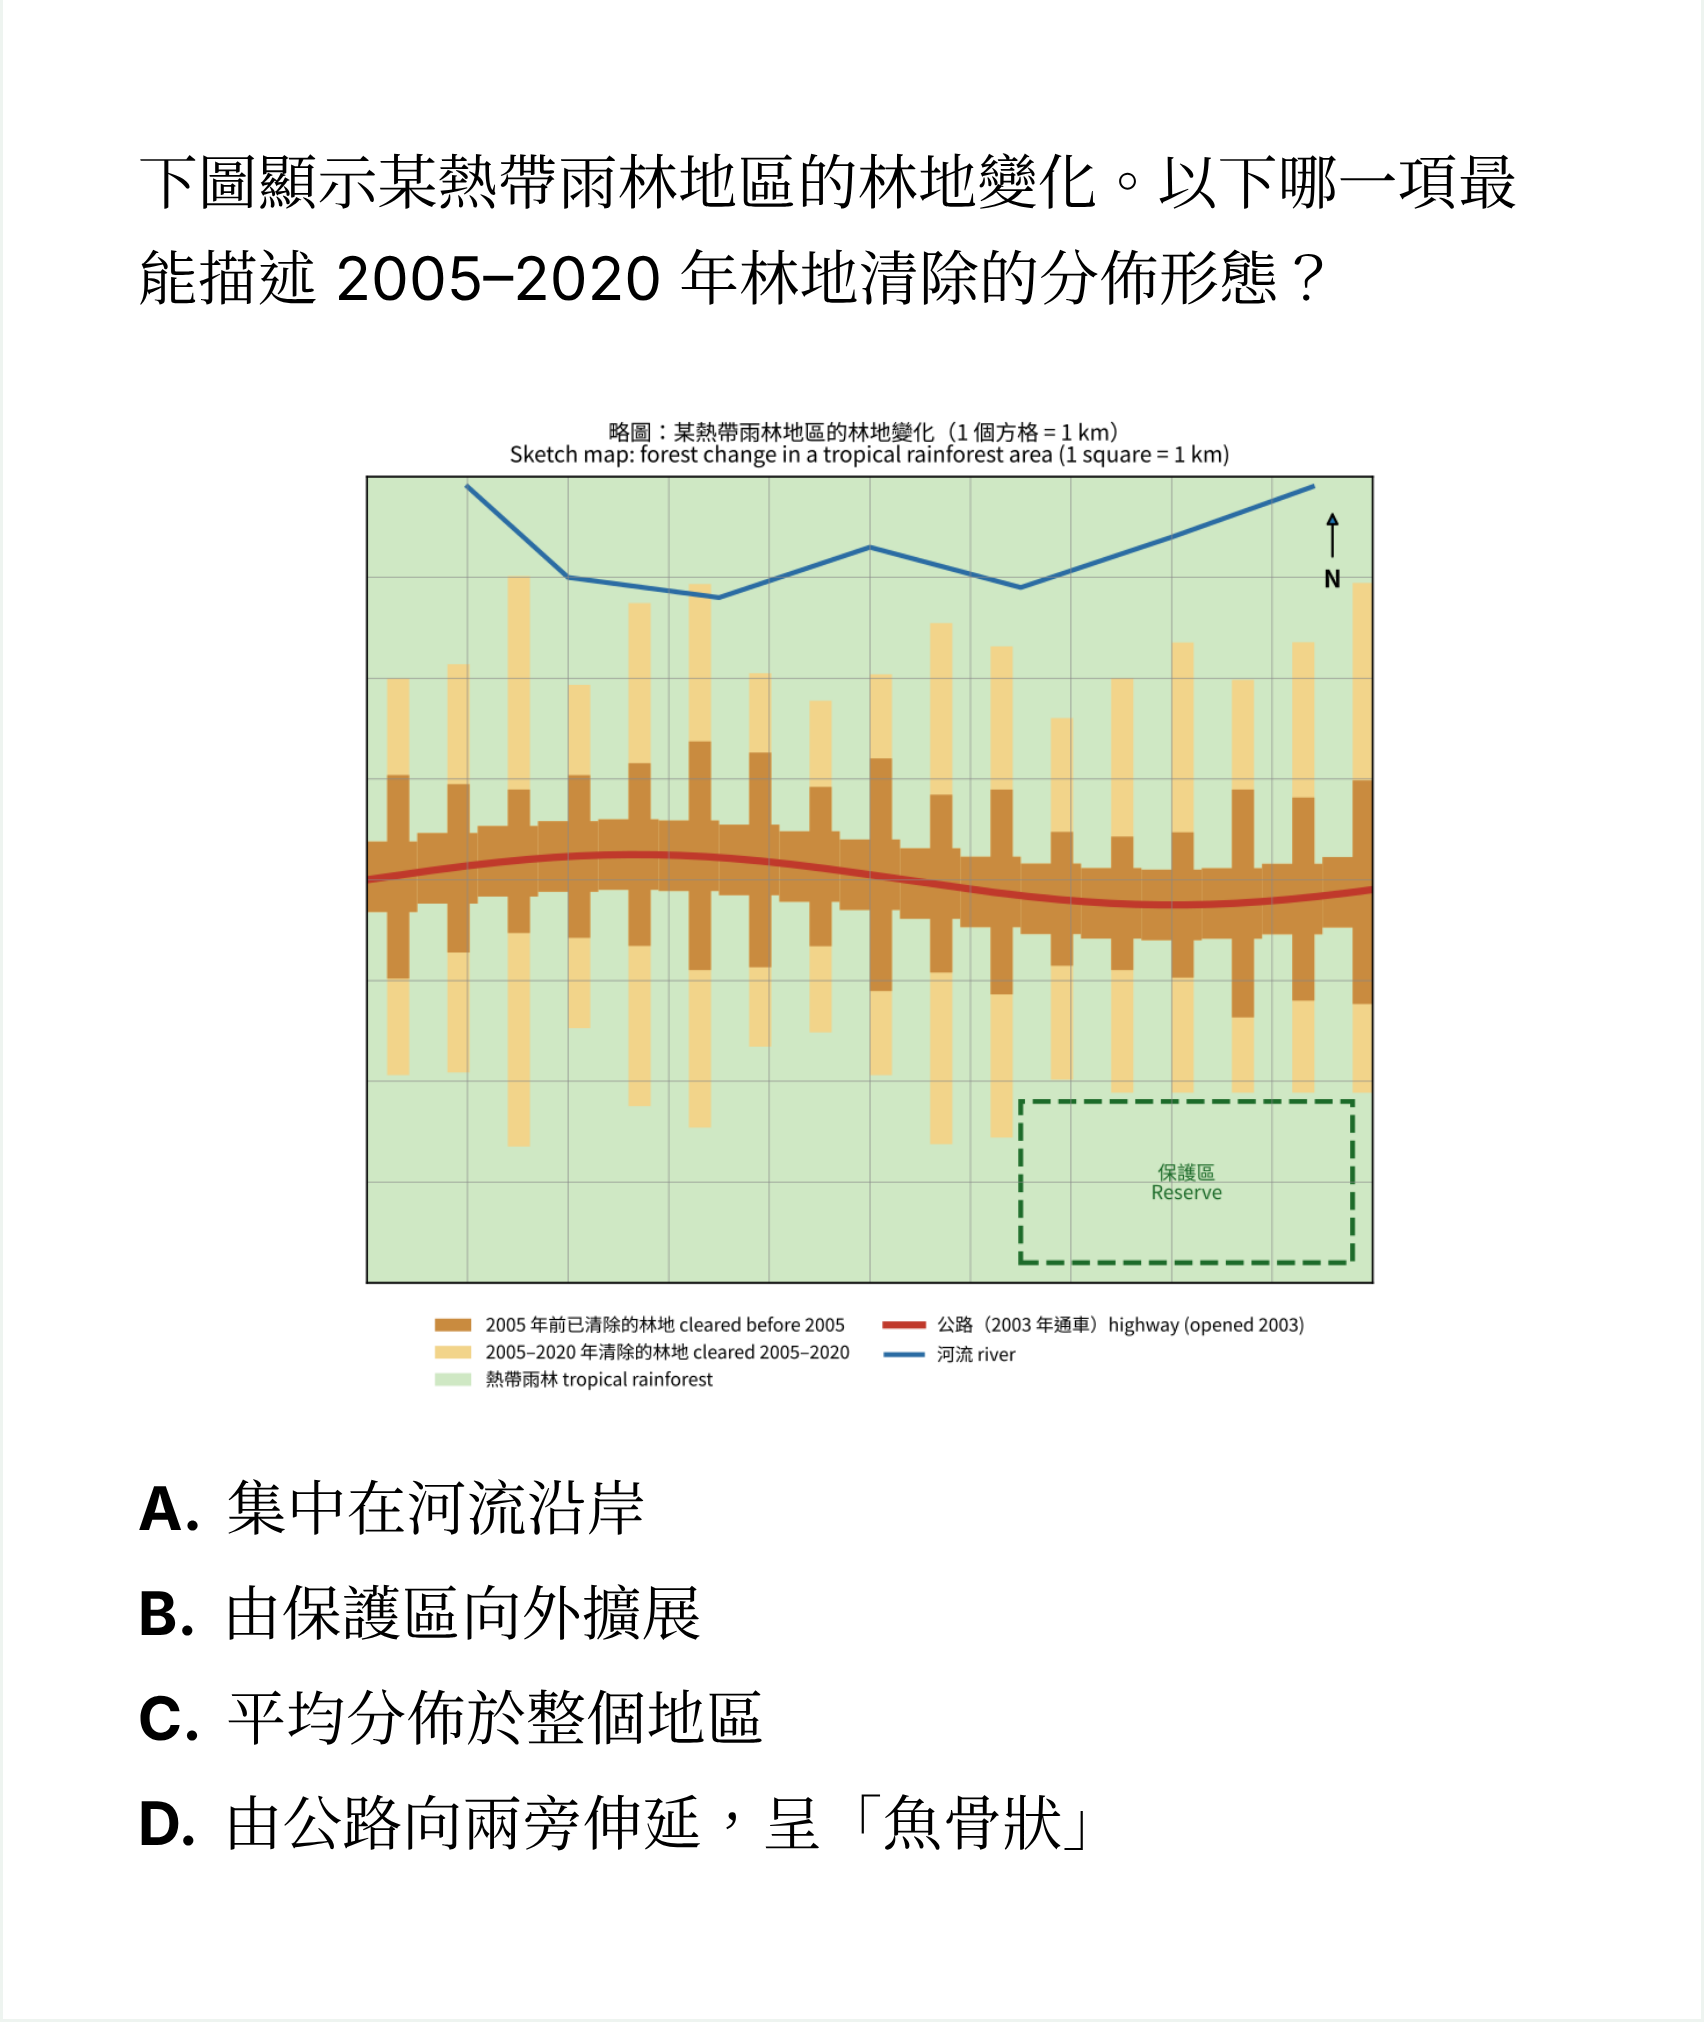 下圖顯示某熱帶雨林地區的林地變化。以下哪一項最
能描述 2005–2020 年林地清除的分佈形態？
略圖：某熱帶雨林地區的林地變化（1 個方格 = 1 km）
Sketch map: forest change in a tropical rainforest area (1 square = 1 km)
N
保護區
Reserve
2005 年前已清除的林地 cleared before 2005
2005–2020 年清除的林地 cleared 2005–2020
熱帶雨林 tropical rainforest
公路（2003 年通車）highway (opened 2003)
河流 river
A. 集中在河流沿岸
B. 由保護區向外擴展
C. 平均分佈於整個地區
D. 由公路向兩旁伸延，呈「魚骨狀」